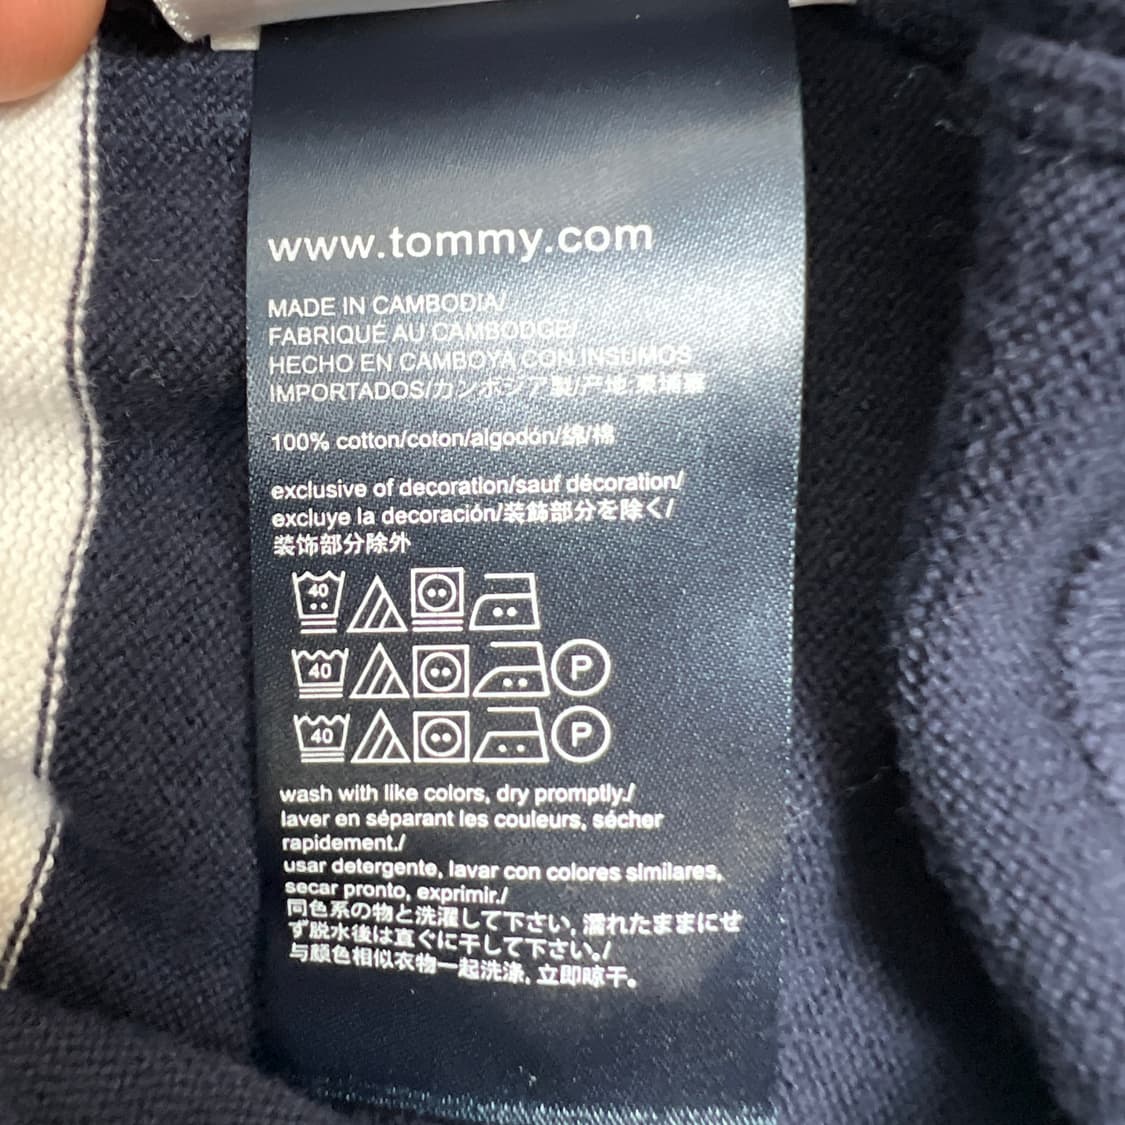 www.tommy.com
MADE IN CAMBODIA/
FABRIQUÉ AU CAMBODGE/
HECHO EN CAMBOYA CON INSUMOS
IMPORTADOS/カンボジア製/产地:柬埔寨
100% cotton/coton/algodón/綿/棉
exclusive of decoration/sauf décoration/
excluye la decoración/装飾部分を除く/
装饰部分除外
40
40 P
40 P
wash with like colors, dry promptly./
laver en séparant les couleurs, sécher
rapidement./
usar detergente, lavar con colores similares,
secar pronto, exprimir./
同色系の物と洗濯して下さい, 濡れたままにせ
ず脱水後は直ぐに干して下さい。/
与颜色相似衣物一起洗涤, 立即晾干。